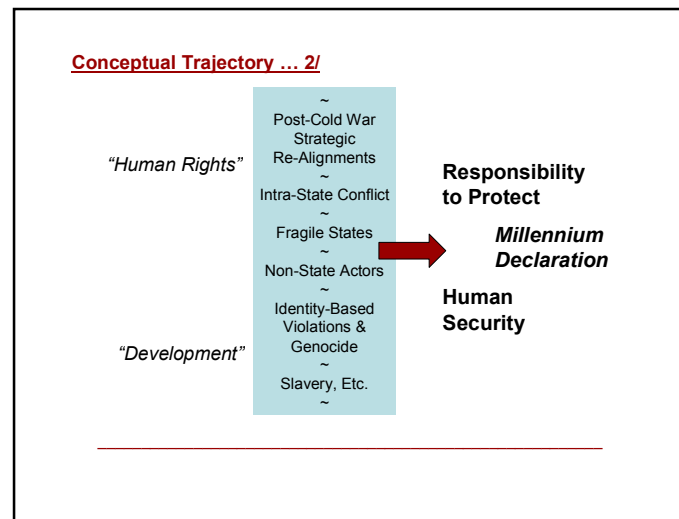 Conceptual Trajectory … 2/
“Human Rights”
“Development”
~
Post-Cold War
Strategic
Re-Alignments
~
Intra-State Conflict
~
Fragile States
~
Non-State Actors
~
Identity-Based
Violations &
Genocide
~
Slavery, Etc.
~
Responsibility
to Protect
Millennium
Declaration
Human
Security